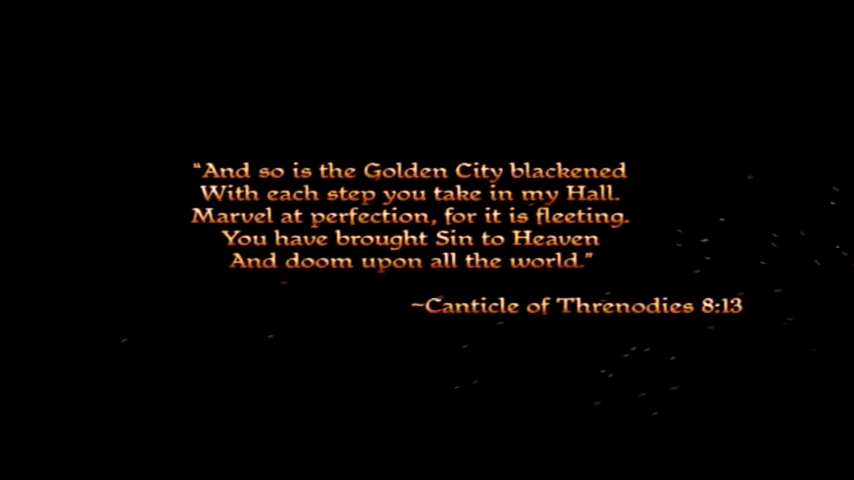 "And so is the Golden City blackened
With each step you take in my Hall.
Marvel at perfection, for it is fleeting.
You have brought Sin to Heaven
And doom upon all the world."
~Canticle of Threnodies 8:13